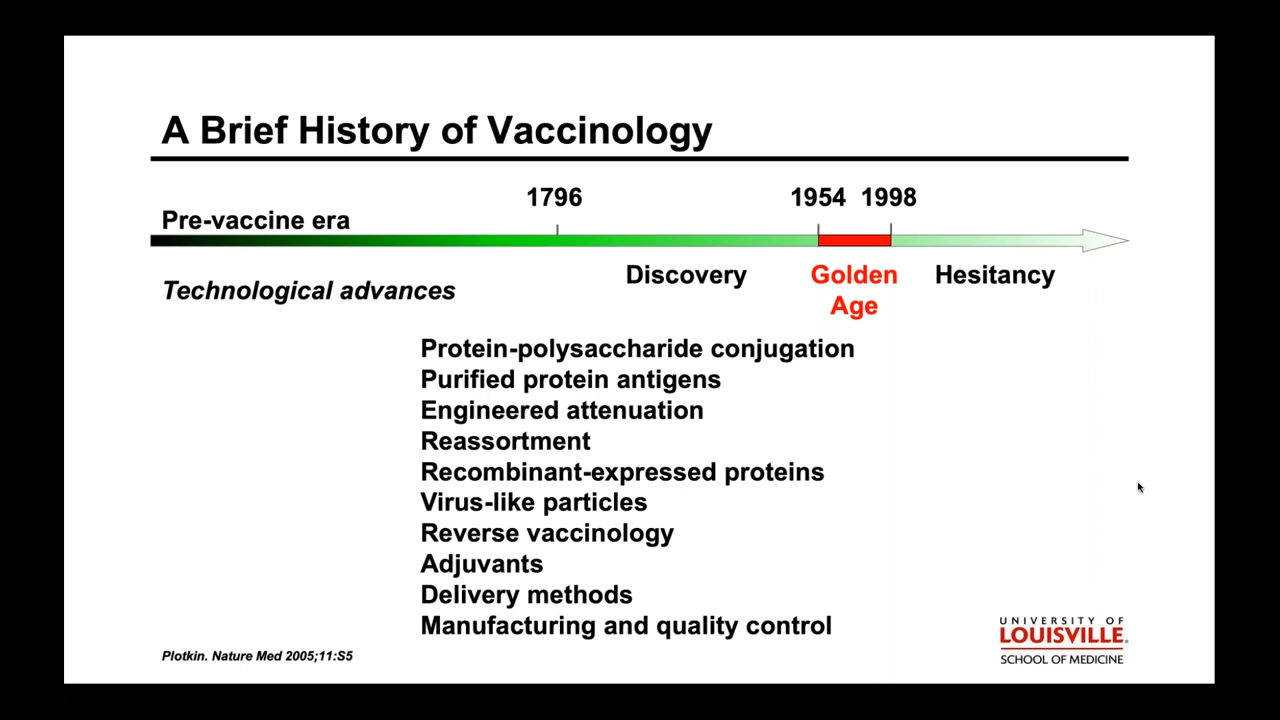 A Brief History of Vaccinology
1796
1954 1998
Pre-vaccine era
Discovery
Golden
Age
Hesitancy
Technological advances
Protein-polysaccharide conjugation
Purified protein antigens
Engineered attenuation
Reassortment
Recombinant-expressed proteins
Virus-like particles
Reverse vaccinology
Adjuvants
Delivery methods
Manufacturing and quality control
Plotkin. Nature Med 2005;11:S5
UNIVERSITY OF
LOUISVILLE.
SCHOOL OF MEDICINE